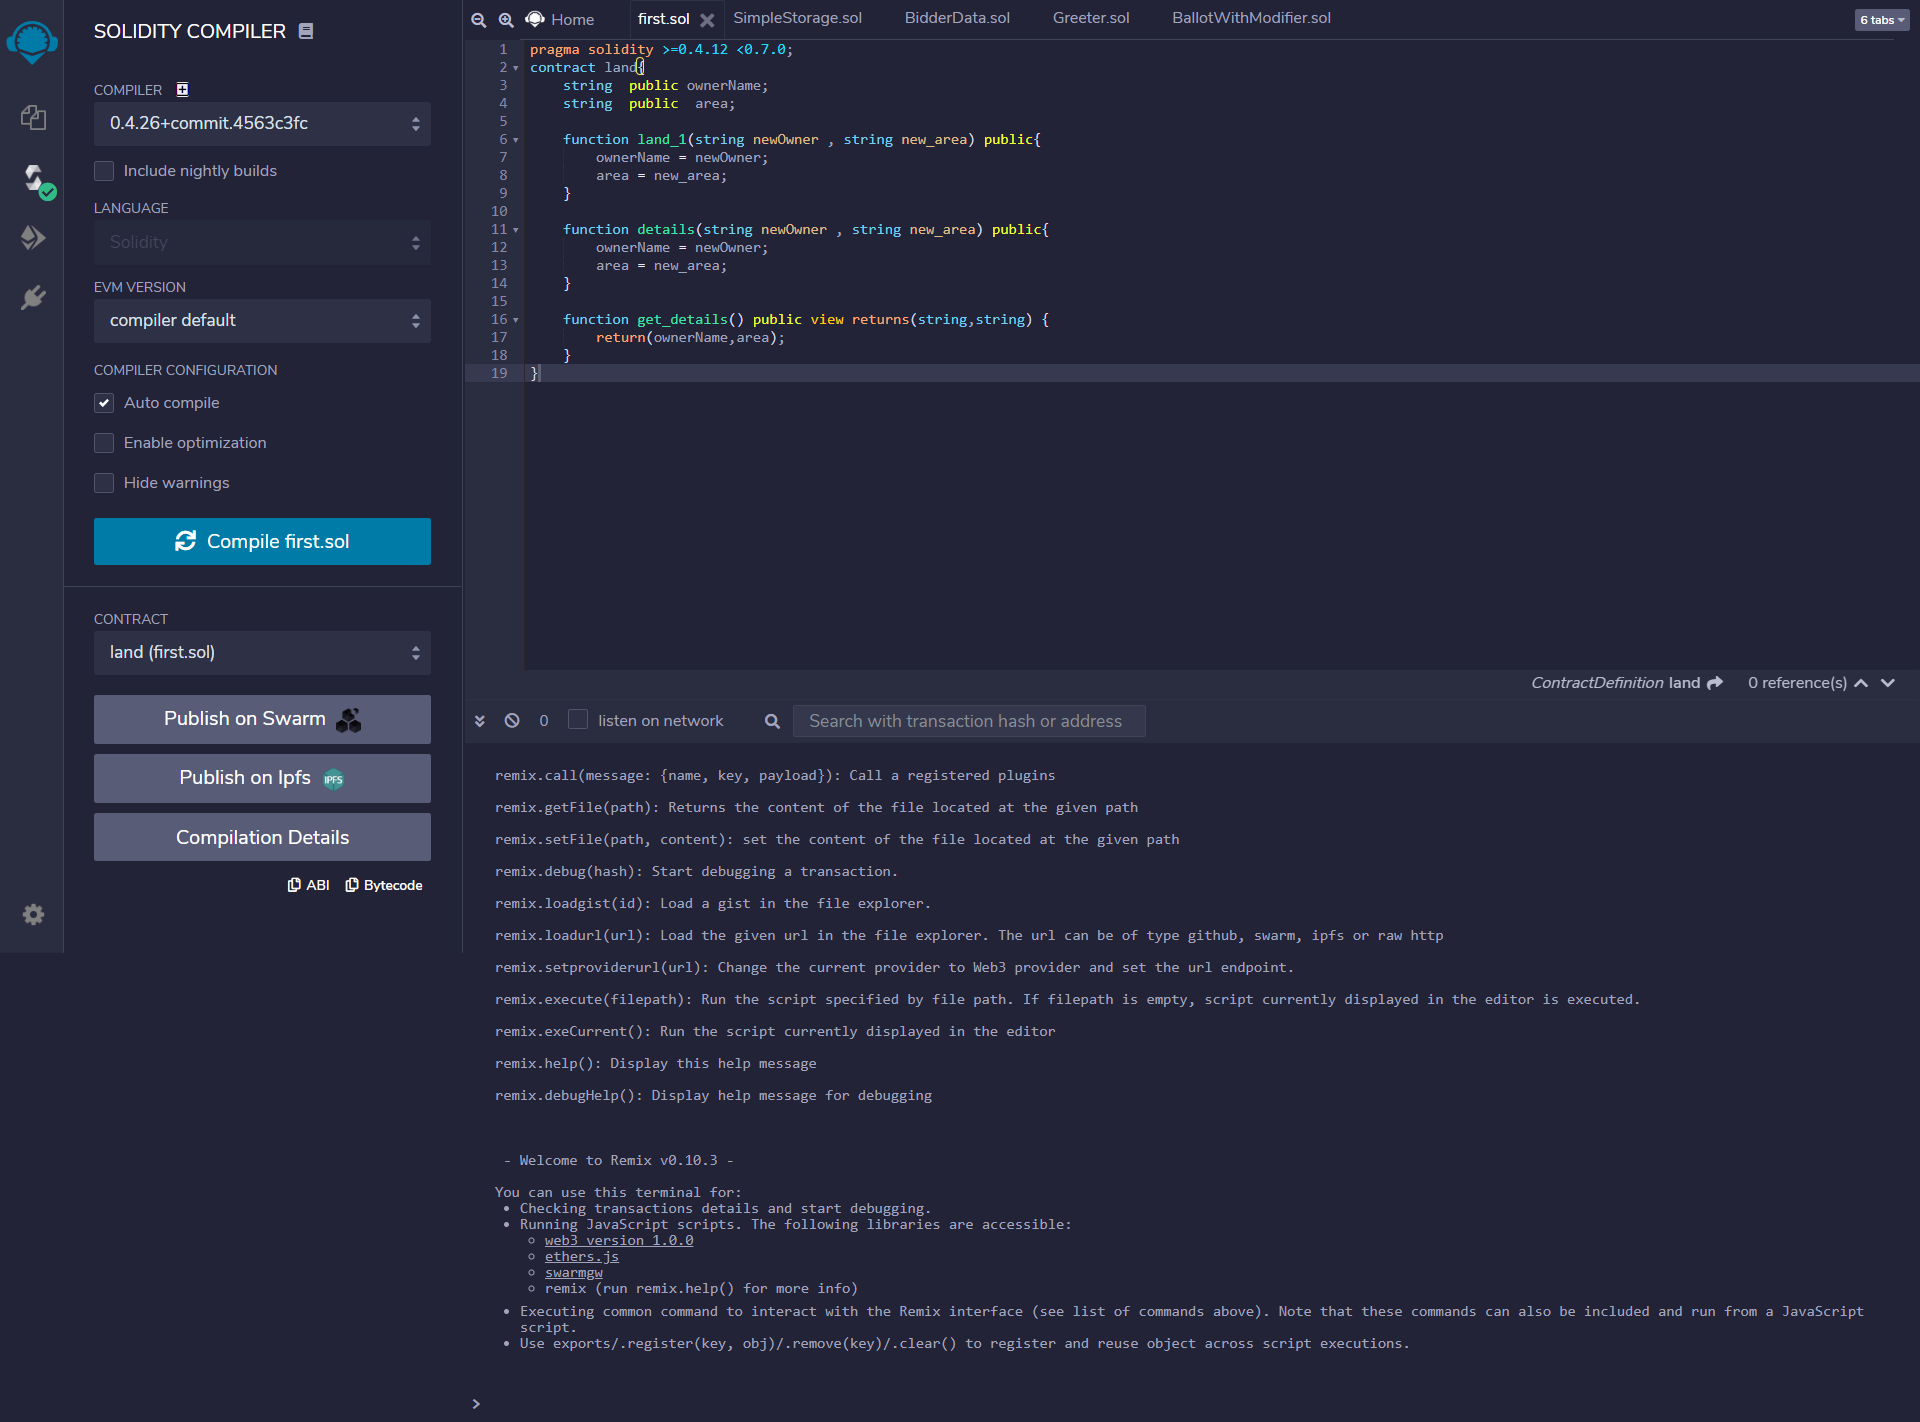 SOLIDITY COMPILER
COMPILER
0.4.26+commit.4563c3fc
Include nightly builds
LANGUAGE
Solidity
EVM VERSION
compiler default
COMPILER CONFIGURATION
Auto compile
Enable optimization
Hide warnings
Compile first.sol
CONTRACT
land (first.sol)
Publish on Swarm
Publish on Ipfs IPFS
Compilation Details
ABI Bytecode
Home first.sol SimpleStorage.sol BidderData.sol Greeter.sol BallotWithModifier.sol 6 tabs
1 pragma solidity >=0.4.12 <0.7.0;
2 contract land{
3 string public ownerName;
4 string public area;
5
6 function land_1(string newOwner , string new_area) public{
7 ownerName = newOwner;
8 area = new_area;
9 }
10
11 function details(string newOwner , string new_area) public{
12 ownerName = newOwner;
13 area = new_area;
14 }
15
16 function get_details() public view returns(string,string) {
17 return(ownerName,area);
18 }
19 }
ContractDefinition land 0 reference(s)
0 listen on network Search with transaction hash or address
remix.call(message: {name, key, payload}): Call a registered plugins
remix.getFile(path): Returns the content of the file located at the given path
remix.setFile(path, content): set the content of the file located at the given path
remix.debug(hash): Start debugging a transaction.
remix.loadgist(id): Load a gist in the file explorer.
remix.loadurl(url): Load the given url in the file explorer. The url can be of type github, swarm, ipfs or raw http
remix.setproviderurl(url): Change the current provider to Web3 provider and set the url endpoint.
remix.execute(filepath): Run the script specified by file path. If filepath is empty, script currently displayed in the editor is executed.
remix.exeCurrent(): Run the script currently displayed in the editor
remix.help(): Display this help message
remix.debugHelp(): Display help message for debugging
- Welcome to Remix v0.10.3 -
You can use this terminal for:
• Checking transactions details and start debugging.
• Running JavaScript scripts. The following libraries are accessible:
◦ web3 version 1.0.0
◦ ethers.js
◦ swarmgw
◦ remix (run remix.help() for more info)
• Executing common command to interact with the Remix interface (see list of commands above). Note that these commands can also be included and run from a JavaScript
script.
• Use exports/.register(key, obj)/.remove(key)/.clear() to register and reuse object across script executions.
>